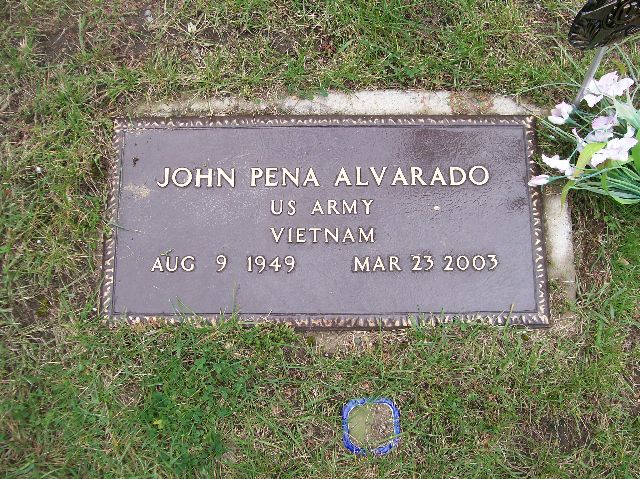 JOHN PENA ALVARADO
US ARMY
VIETNAM
AUG 9 1949 MAR 23 2003